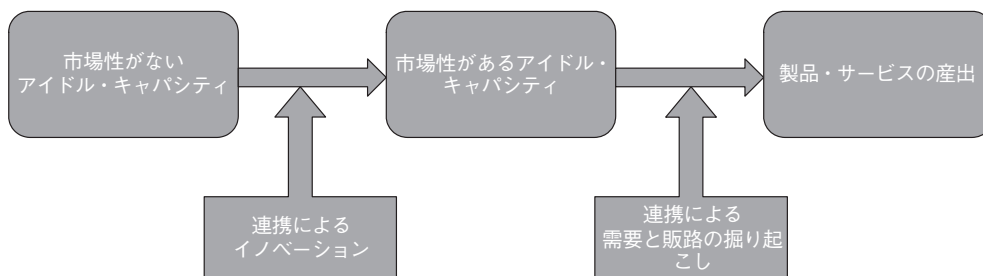 市場性がない
アイドル・キャパシティ
市場性があるアイドル・
キャパシティ
製品・サービスの産出
連携による
イノベーション
連携による
需要と販路の掘り起
こし